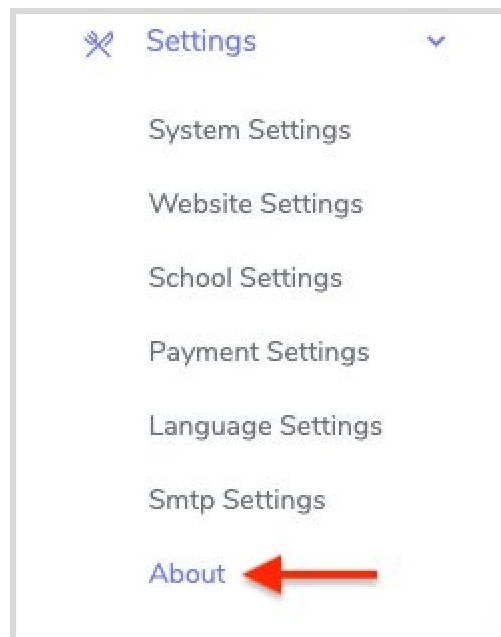 Settings
System Settings
Website Settings
School Settings
Payment Settings
Language Settings
Smtp Settings
About